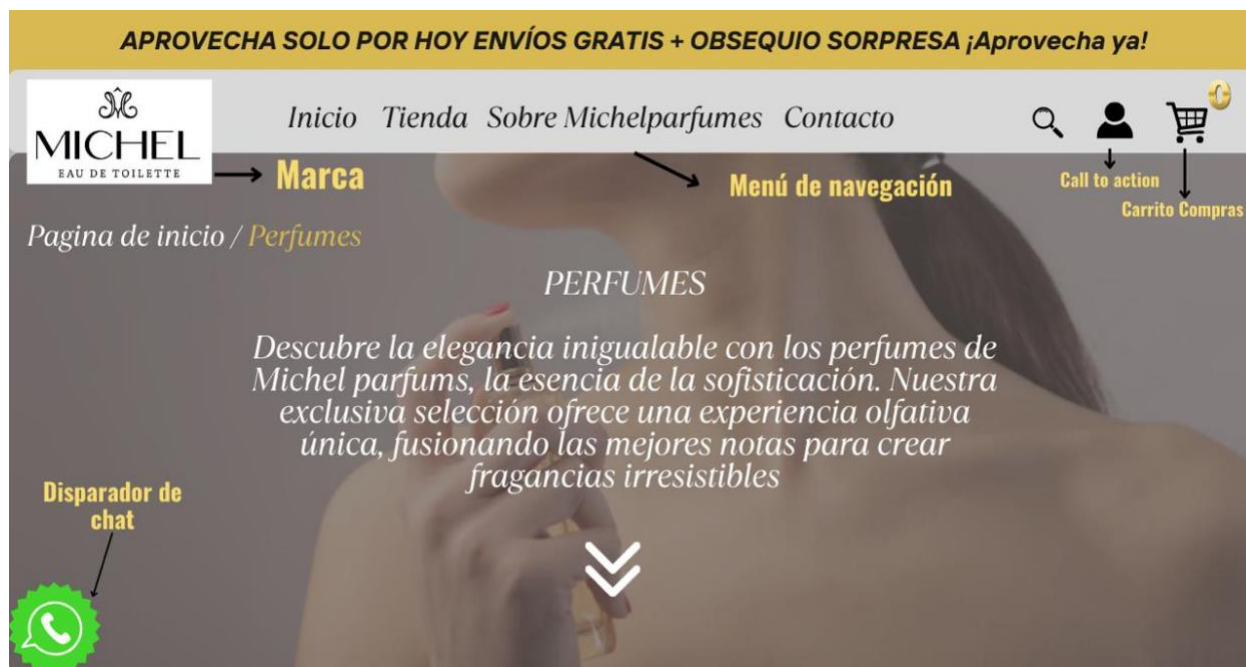 APROVECHA SOLO POR HOY ENVÍOS GRATIS + OBSEQUIO SORPRESA ¡Aprovecha ya!
MICHEL
EAU DE TOILETTE
Inicio Tienda Sobre Michelparfumes Contacto
0
Marca
Menú de navegación
Call to action
Carrito Compras
Pagina de inicio / Perfumes
PERFUMES
Descubre la elegancia inigualable con los perfumes de
Michel parfums, la esencia de la sofisticación. Nuestra
exclusiva selección ofrece una experiencia olfativa
única, fusionando las mejores notas para crear
fragancias irresistibles
Disparador de
chat